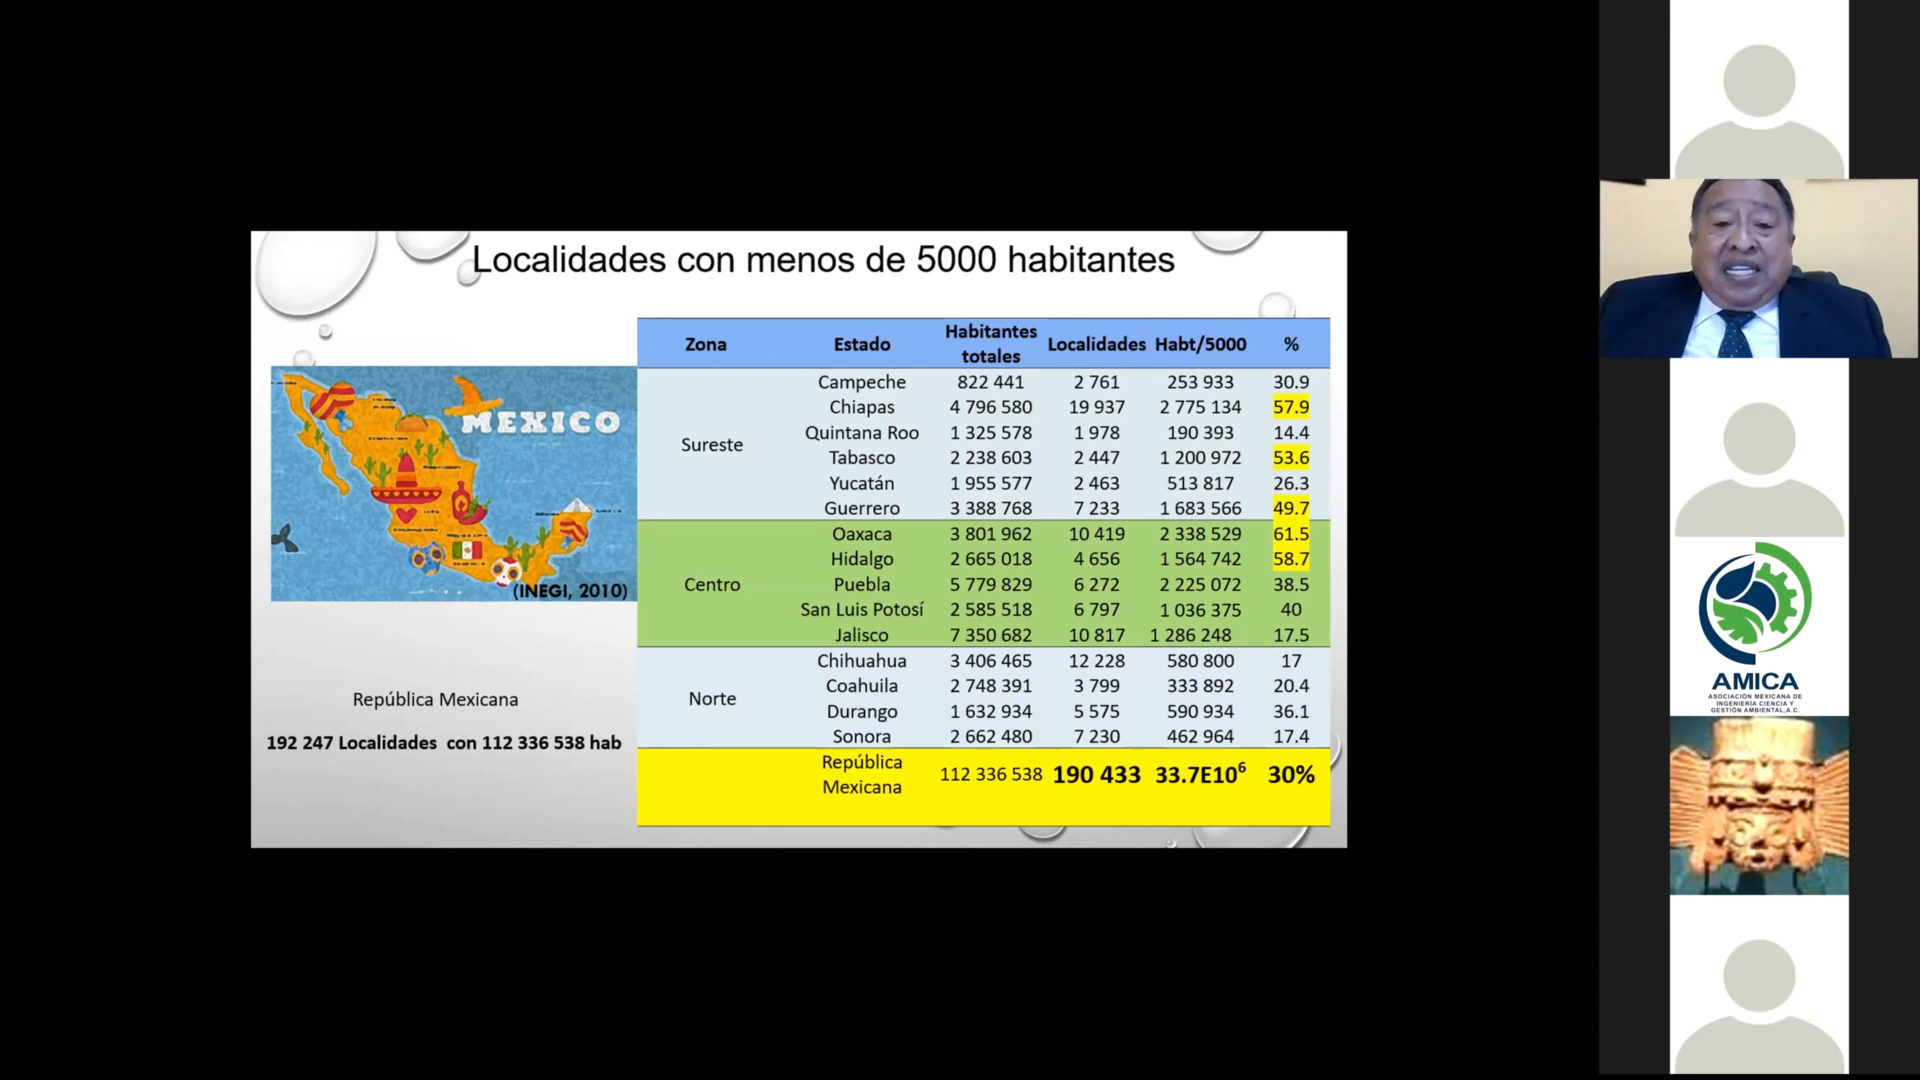 Localidades con menos de 5000 habitantes
MEXICO
(INEGI, 2010)
República Mexicana
192 247 Localidades con 112 336 538 hab
Zona Estado Habitantes totales Localidades Habt/5000 %
Sureste
Campeche 822 441 2 761 253 933 30.9
Chiapas 4 796 580 19 937 2 775 134 57.9
Quintana Roo 1 325 578 1 978 190 393 14.4
Tabasco 2 238 603 2 447 1 200 972 53.6
Yucatán 1 955 577 2 463 513 817 26.3
Guerrero 3 388 768 7 233 1 683 566 49.7
Centro
Oaxaca 3 801 962 10 419 2 338 529 61.5
Hidalgo 2 665 018 4 656 1 564 742 58.7
Puebla 5 779 829 6 272 2 225 072 38.5
San Luis Potosí 2 585 518 6 797 1 036 375 40
Jalisco 7 350 682 10 817 1 286 248 17.5
Norte
Chihuahua 3 406 465 12 228 580 800 17
Coahuila 2 748 391 3 799 333 892 20.4
Durango 1 632 934 5 575 590 934 36.1
Sonora 2 662 480 7 230 462 964 17.4
República Mexicana 112 336 538 190 433 33.7E10⁶ 30%
AMICA
ASOCIACIÓN MEXICANA DE
INGENIERÍA CIENCIA Y
GESTIÓN AMBIENTAL,A.C.